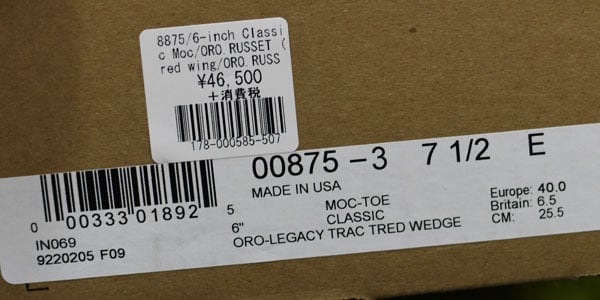 8875/6-inch Classi
c Moc/ORO RUSSET (
red wing/ORO RUSS
¥46,500
+消費税
178-000585-507
00875-3 7 1/2 E
MADE IN USA
0 00333 01892 5
MOC-TOE
6" CLASSIC
ORO-LEGACY TRAC TRED WEDGE
Europe: 40.0
Britain: 6.5
CM: 25.5
IN069
9220205 F09